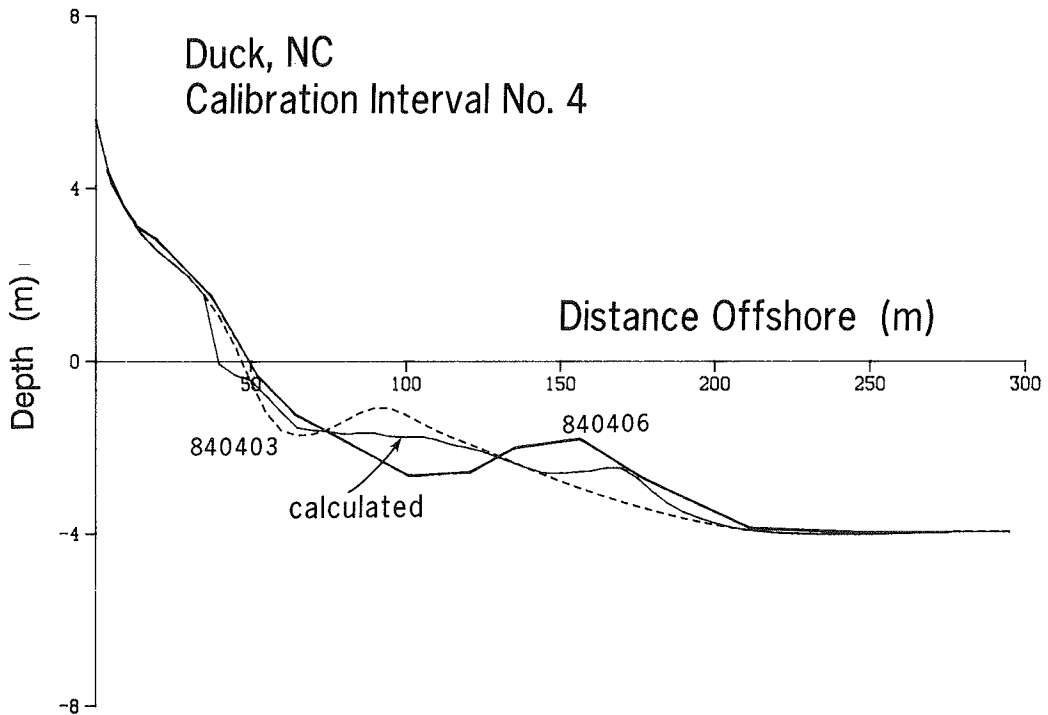 8
Duck, NC
Calibration Interval No. 4
4
Depth (m)
Distance Offshore (m)
0
50
100
150
200
250
300
840403
840406
calculated
-4
-8